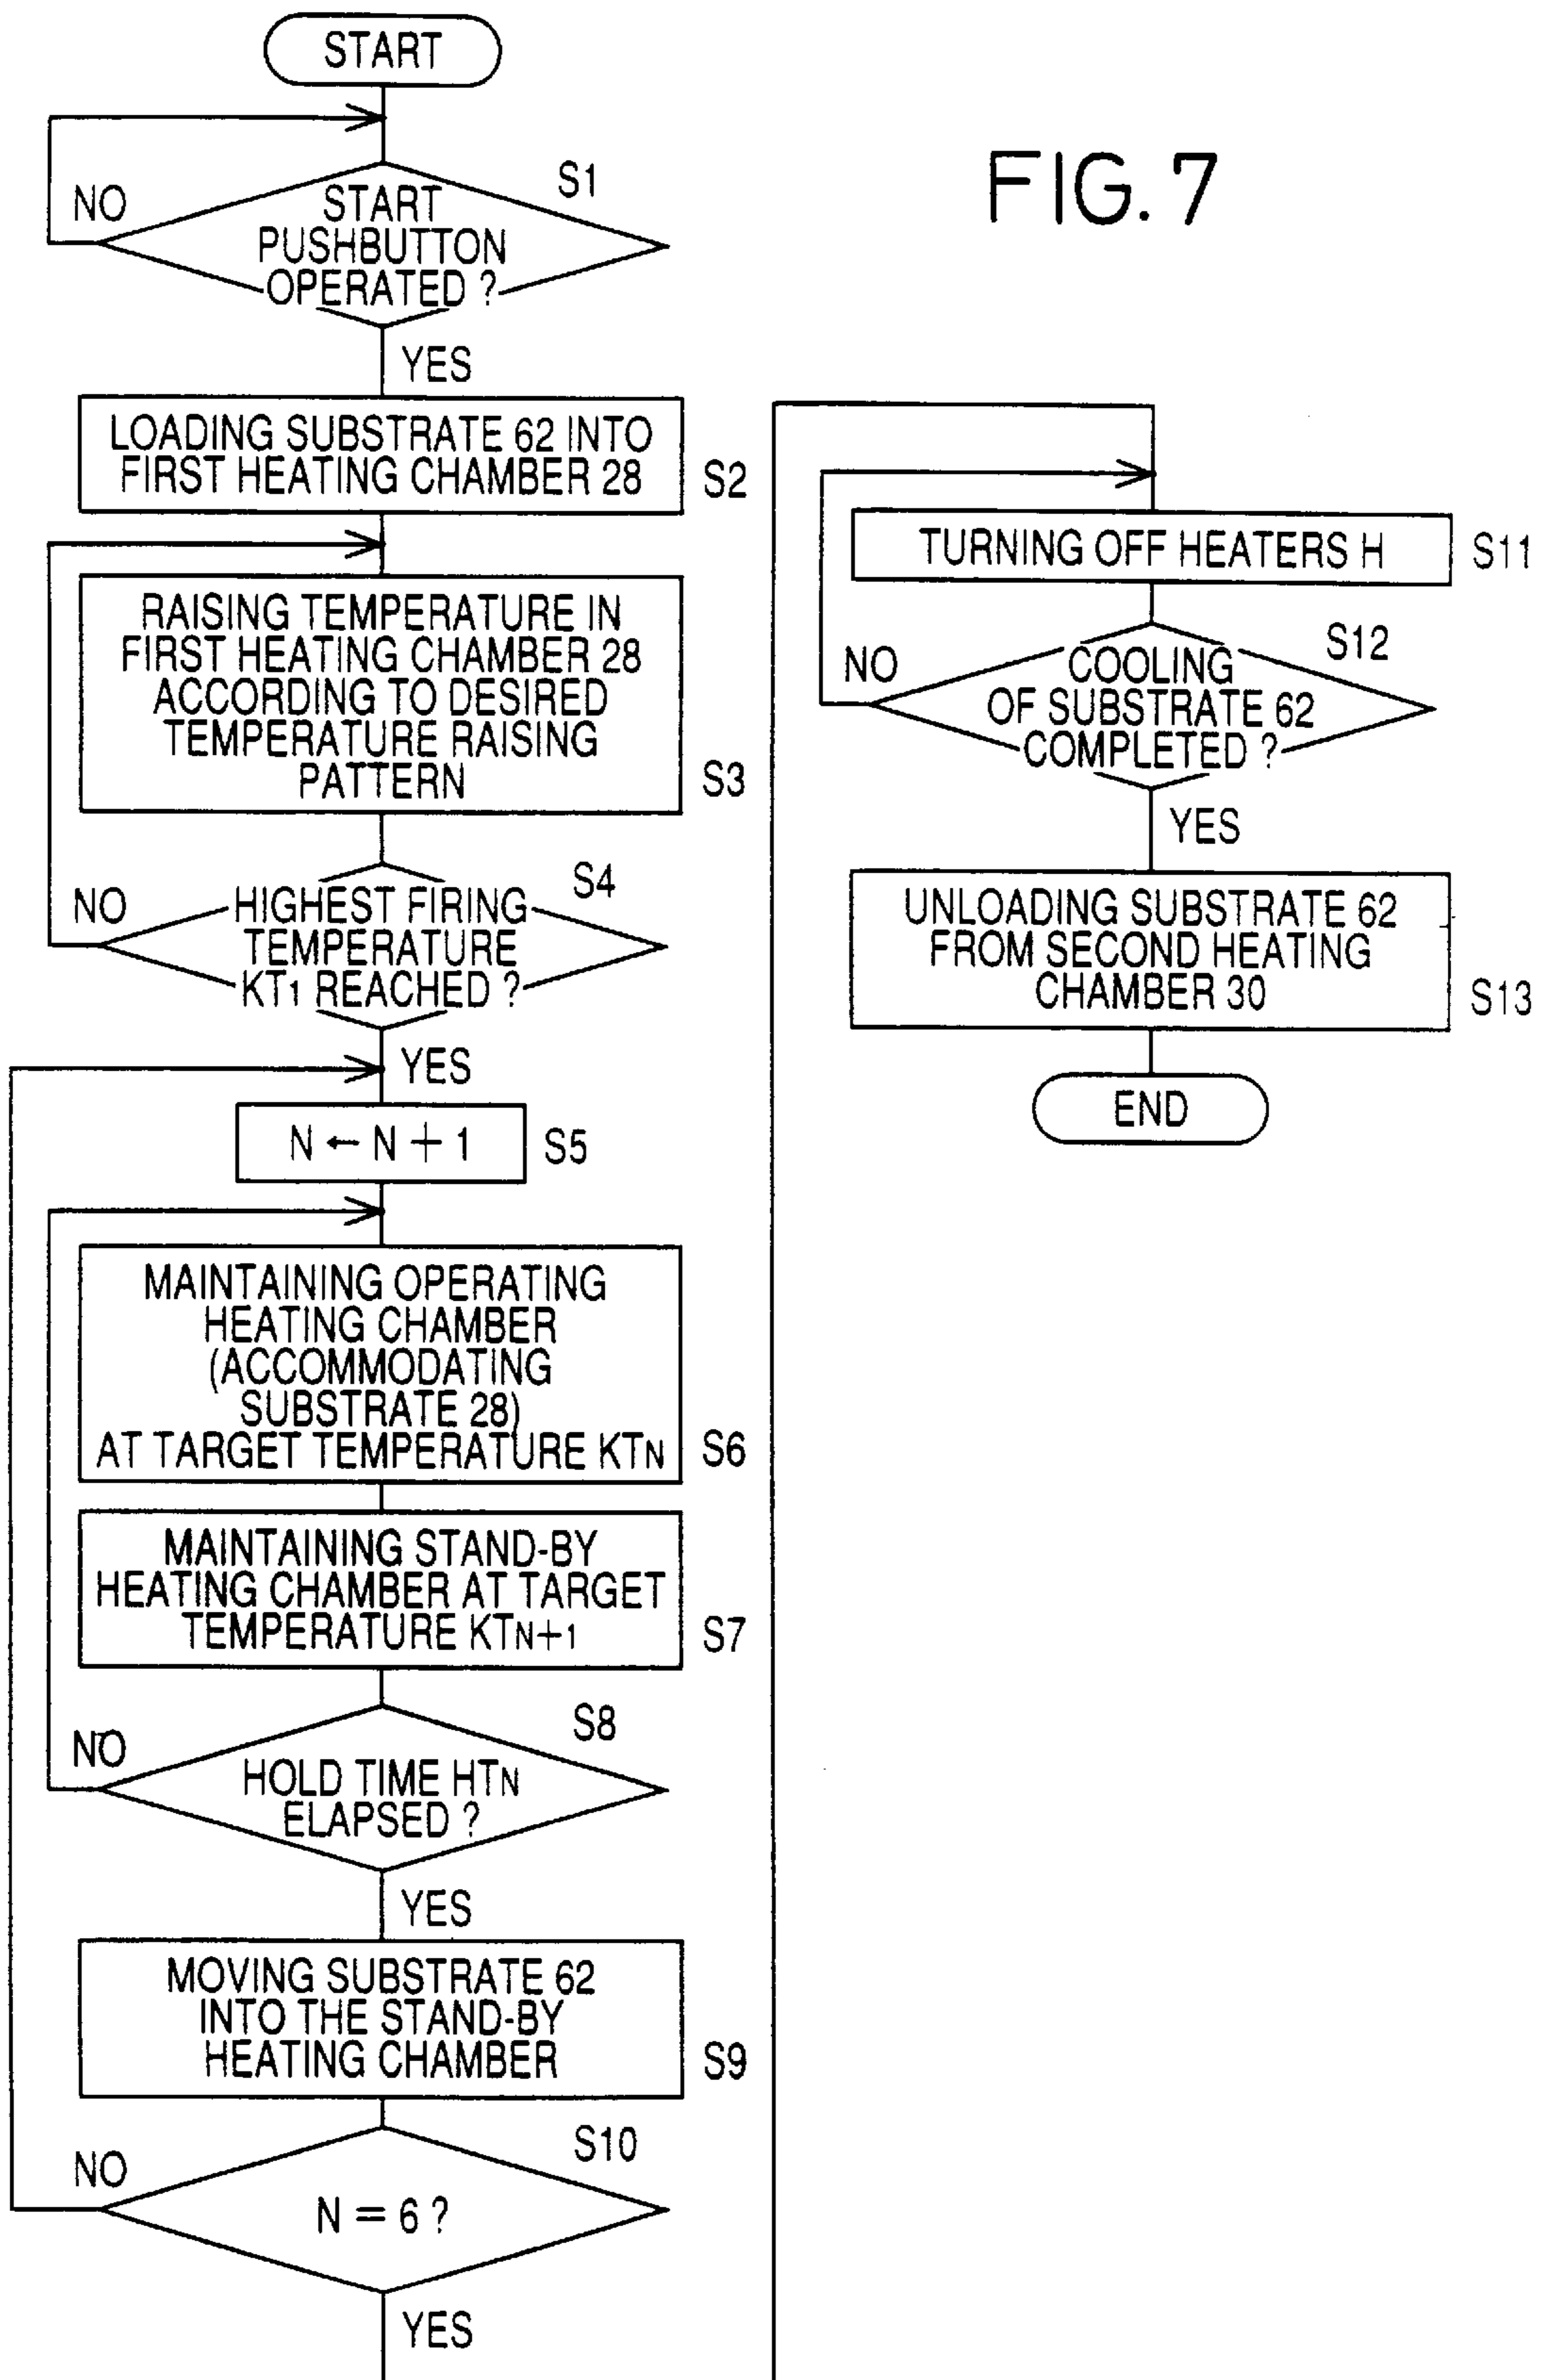 START
FIG. 7
S1
NO
START
PUSHBUTTON
OPERATED ?
YES
LOADING SUBSTRATE 62 INTO
FIRST HEATING CHAMBER 28
S2
RAISING TEMPERATURE IN
FIRST HEATING CHAMBER 28
ACCORDING TO DESIRED
TEMPERATURE RAISING
PATTERN
S3
S4
NO
HIGHEST FIRING
TEMPERATURE
KT1 REACHED ?
YES
N ← N + 1
S5
MAINTAINING OPERATING
HEATING CHAMBER
(ACCOMMODATING
SUBSTRATE 28)
AT TARGET TEMPERATURE KTN
S6
MAINTAINING STAND-BY
HEATING CHAMBER AT TARGET
TEMPERATURE KTN+1
S7
S8
NO
HOLD TIME HTN
ELAPSED ?
YES
MOVING SUBSTRATE 62
INTO THE STAND-BY
HEATING CHAMBER
S9
S10
NO
N = 6 ?
YES
TURNING OFF HEATERS H
S11
S12
NO
COOLING
OF SUBSTRATE 62
COMPLETED ?
YES
UNLOADING SUBSTRATE 62
FROM SECOND HEATING
CHAMBER 30
S13
END